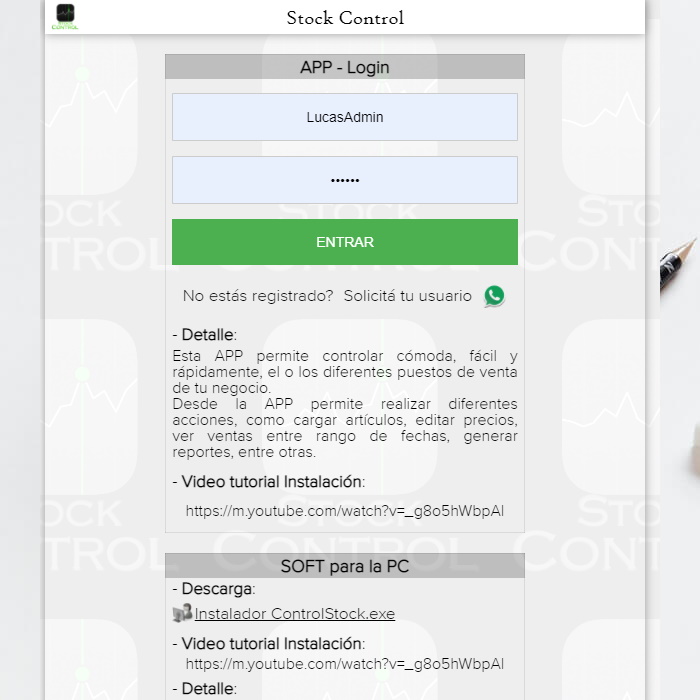 Stock Control
CONTROL
APP - Login
LucasAdmin
••••••
ENTRAR
No estás registrado? Solicitá tu usuario
- Detalle:
Esta APP permite controlar cómoda, fácil y
rápidamente, el o los diferentes puestos de venta
de tu negocio.
Desde la APP permite realizar diferentes
acciones, como cargar artículos, editar precios,
ver ventas entre rango de fechas, generar
reportes, entre otras.
- Video tutorial Instalación:
https://m.youtube.com/watch?v=_g8o5hWbpAI
SOFT para la PC
- Descarga:
Instalador ControlStock.exe
- Video tutorial Instalación:
https://m.youtube.com/watch?v=_g8o5hWbpAI
- Detalle: